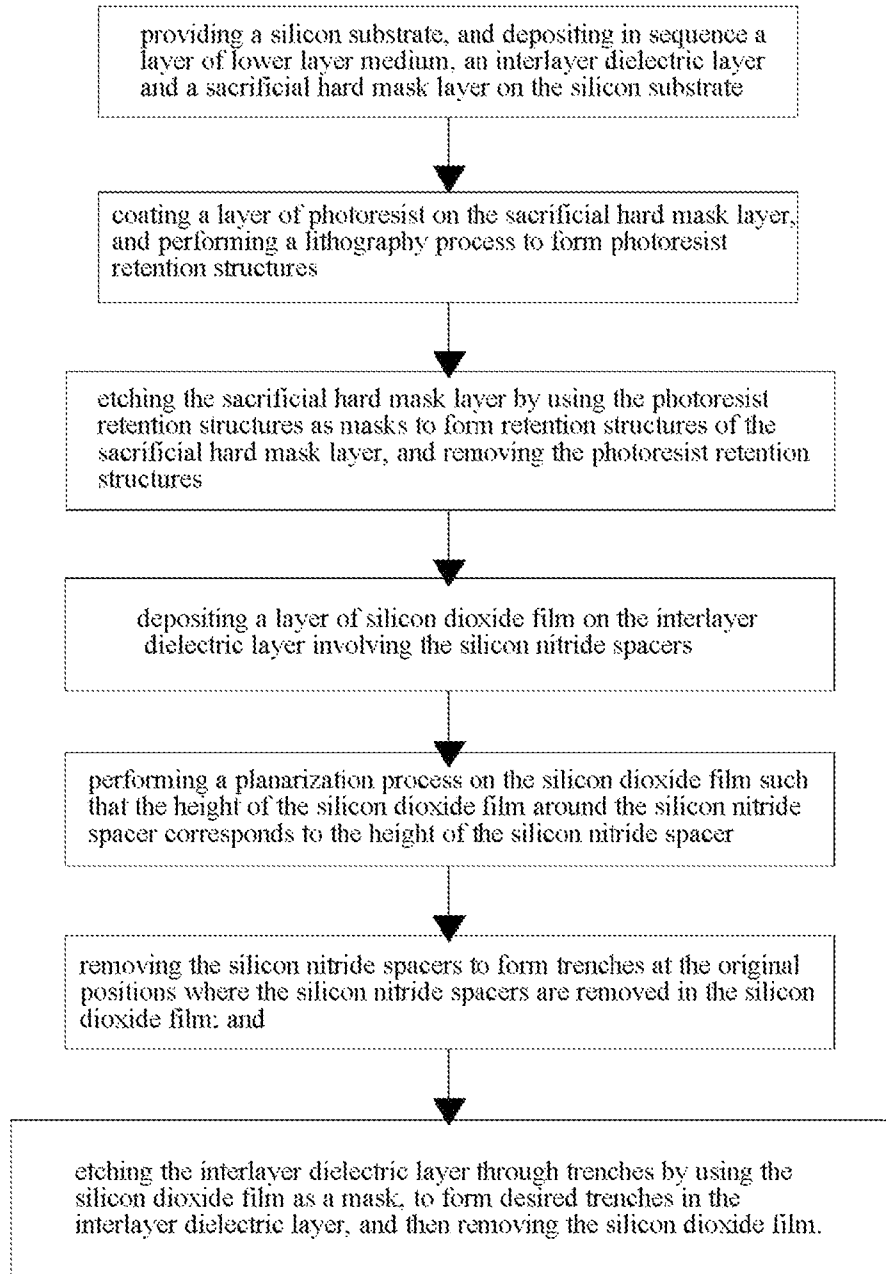 providing a silicon substrate, and depositing in sequence a
layer of lower layer medium, an interlayer dielectric layer
and a sacrificial hard mask layer on the silicon substrate
coating a layer of photoresist on the sacrificial hard mask layer,
and performing a lithography process to form photoresist
retention structures
etching the sacrificial hard mask layer by using the photoresist
retention structures as masks to form retention structures of the
sacrificial hard mask layer, and removing the photoresist retention
structures
depositing a layer of silicon dioxide film on the interlayer
dielectric layer involving the silicon nitride spacers
performing a planarization process on the silicon dioxide film such
that the height of the silicon dioxide film around the silicon nitride
spacer corresponds to the height of the silicon nitride spacer
removing the silicon nitride spacers to form trenches at the original
positions where the silicon nitride spacers are removed in the silicon
dioxide film; and
etching the interlayer dielectric layer through trenches by using the
silicon dioxide film as a mask, to form desired trenches in the
interlayer dielectric layer, and then removing the silicon dioxide film.